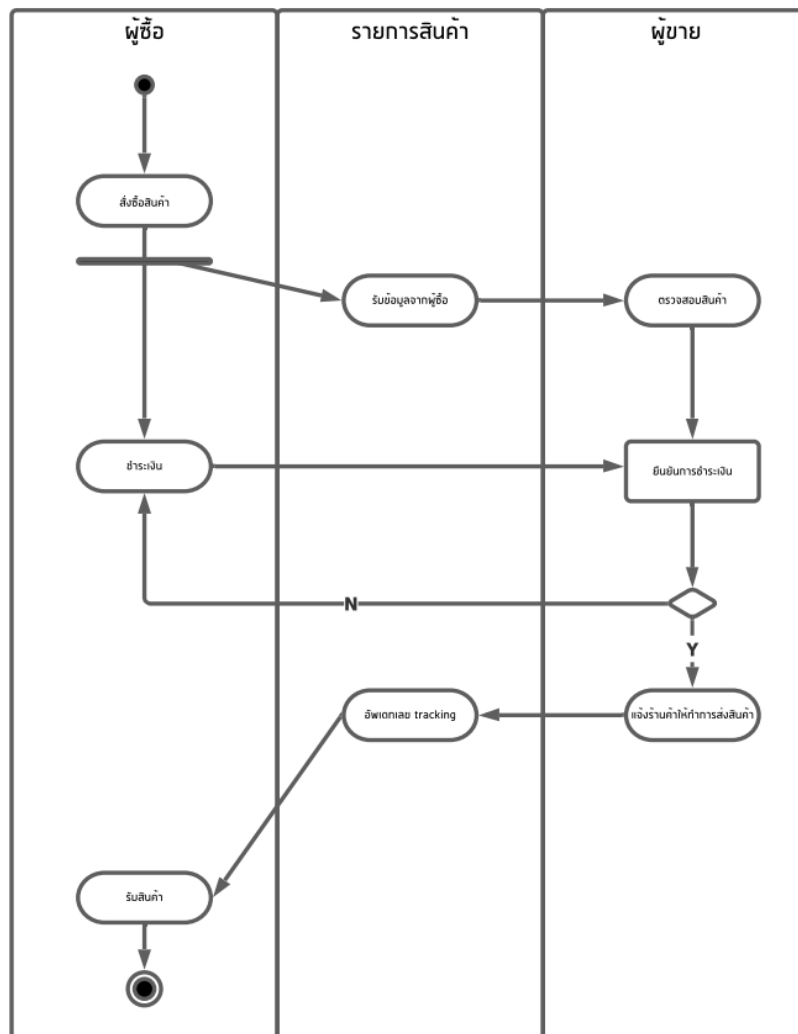 ผู้ซื้อ
รายการสินค้า
ผู้ขาย
สั่งซื้อสินค้า
รับข้อมูลจากผู้ซื้อ
ตรวจสอบสินค้า
ชำระเงิน
ยืนยันการชำระเงิน
N
Y
อัพเดทเลข tracking
แจ้งร้านค้าให้ทำการส่งสินค้า
รับสินค้า